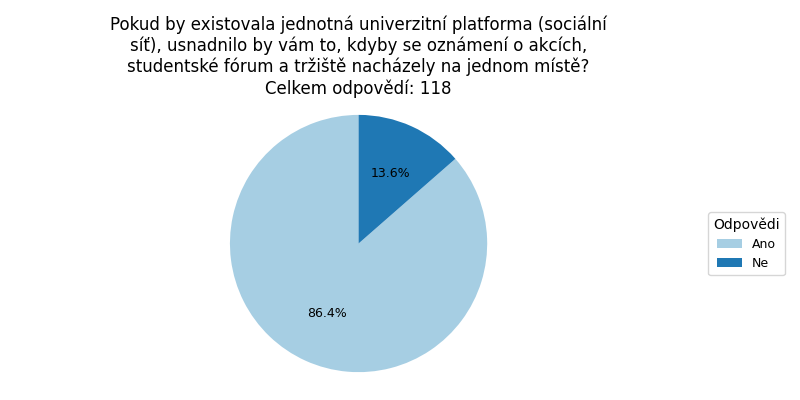 Pokud by existovala jednotná univerzitní platforma (sociální
síť), usnadnilo by vám to, kdyby se oznámení o akcích,
studentské fórum a tržiště nacházely na jednom místě?
Celkem odpovědí: 118
13.6%
86.4%
Odpovědi
Ano
Ne